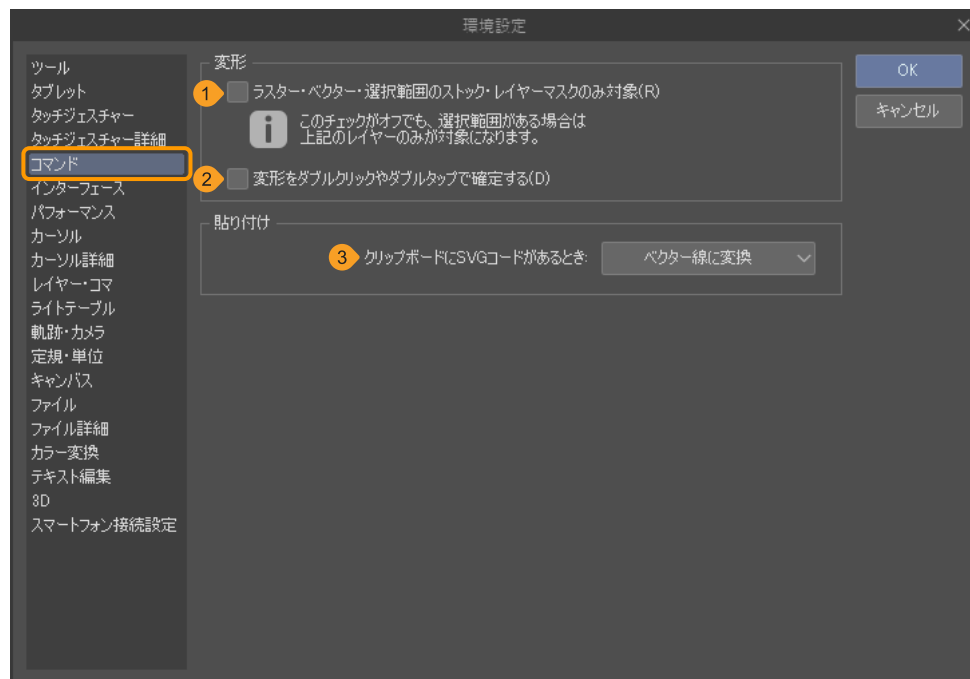 環境設定
ツール
タブレット
タッチジェスチャー
タッチジェスチャー詳細
コマンド
インターフェース
パフォーマンス
カーソル
カーソル詳細
レイヤー・コマ
ライトテーブル
軌跡・カメラ
定規・単位
キャンバス
ファイル
ファイル詳細
カラー変換
テキスト編集
3D
スマートフォン接続設定
変形
1 ラスター・ベクター・選択範囲のストック・レイヤーマスクのみ対象(R)
このチェックがオフでも、選択範囲がある場合は
上記のレイヤーのみが対象になります。
2 変形をダブルクリックやダブルタップで確定する(D)
貼り付け
3 クリップボードにSVGコードがあるとき: ベクター線に変換
OK
キャンセル